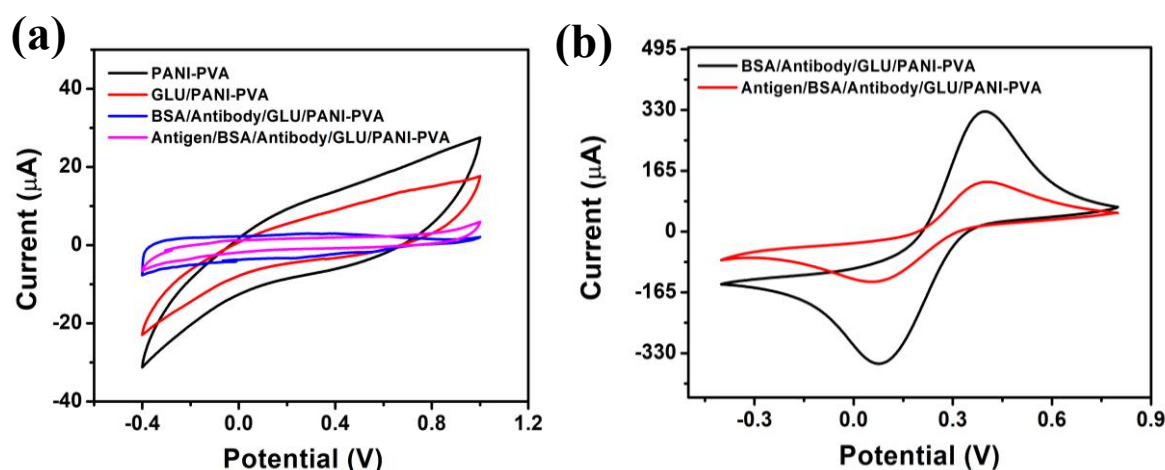 (a)
PANI-PVA
GLU/PANI-PVA
BSA/Antibody/GLU/PANI-PVA
Antigen/BSA/Antibody/GLU/PANI-PVA
Current (μA)
40
20
0
-20
-40
-0.4 0.0 0.4 0.8 1.2
Potential (V)
(b)
BSA/Antibody/GLU/PANI-PVA
Antigen/BSA/Antibody/GLU/PANI-PVA
Current (μA)
495
330
165
0
-165
-330
-0.3 0.0 0.3 0.6 0.9
Potential (V)